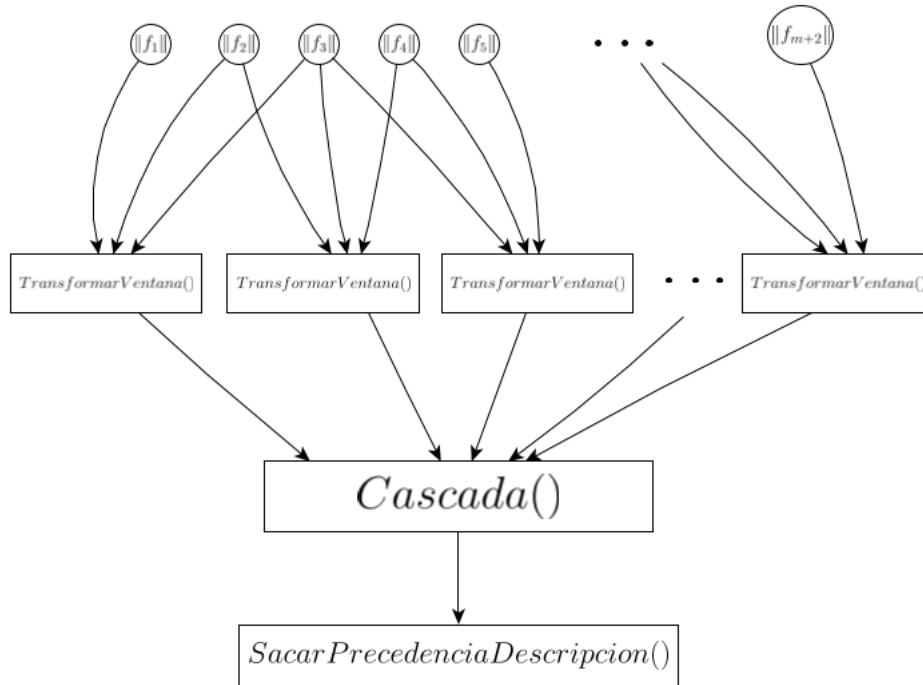 ‖f₁‖ ‖f₂‖ ‖f₃‖ ‖f₄‖ ‖f₅‖ • • • ‖fₘ₊₂‖
TransformarVentana() TransformarVentana() TransformarVentana() • • • TransformarVentana()
Cascada()
SacarPrecedenciaDescripcion()